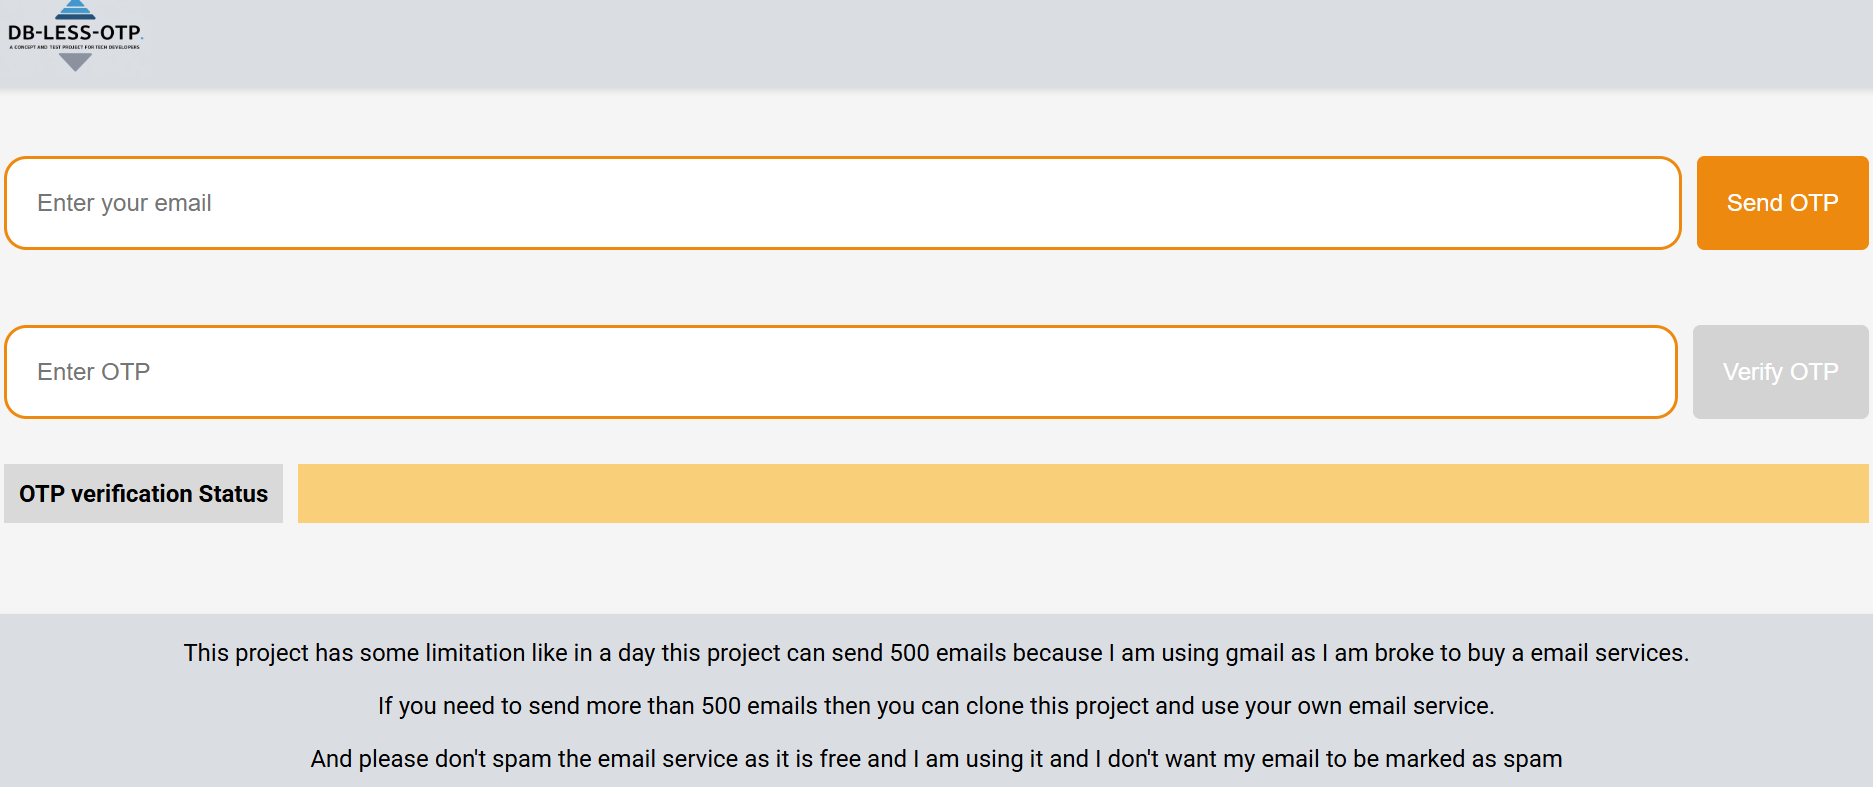 DB-LESS-OTP.
A CONCEPT AND TEST PROJECT FOR TECH DEVELOPERS
Enter your email
Send OTP
Enter OTP
Verify OTP
OTP verification Status
This project has some limitation like in a day this project can send 500 emails because I am using gmail as I am broke to buy a email services.
If you need to send more than 500 emails then you can clone this project and use your own email service.
And please don't spam the email service as it is free and I am using it and I don't want my email to be marked as spam